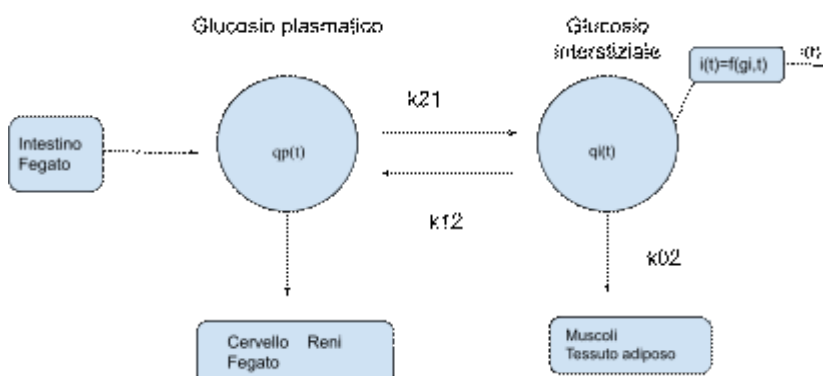 Glucosio plasmatico
Glucosio
interstiziale
i(t)=f(gi,t)
k21
Intestino
Fegato
qp(t)
qi(t)
k12
k02
Cervello Reni
Fegato
Muscoli
Tessuto adiposo